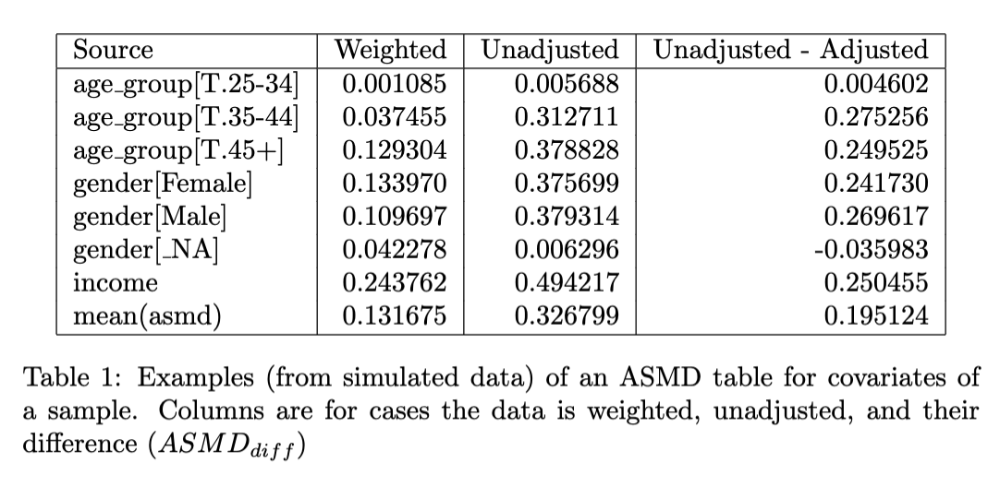 Source Weighted Unadjusted Unadjusted - Adjusted
age_group[T.25-34] 0.001085 0.005688 0.004602
age_group[T.35-44] 0.037455 0.312711 0.275256
age_group[T.45+] 0.129304 0.378828 0.249525
gender[Female] 0.133970 0.375699 0.241730
gender[Male] 0.109697 0.379314 0.269617
gender[_NA] 0.042278 0.006296 -0.035983
income 0.243762 0.494217 0.250455
mean(asmd) 0.131675 0.326799 0.195124
Table 1: Examples (from simulated data) of an ASMD table for covariates of
a sample. Columns are for cases the data is weighted, unadjusted, and their
difference (ASMD_{diff})